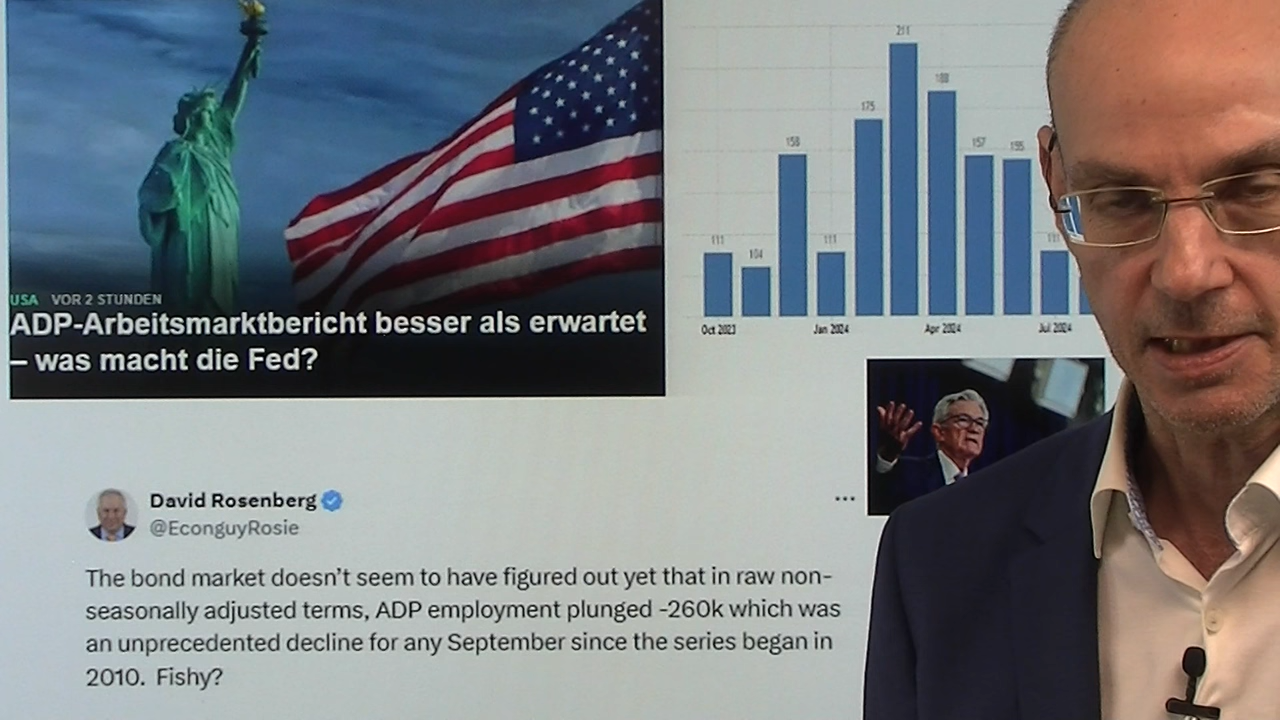 USA VOR 2 STUNDEN
ADP-Arbeitsmarktbericht besser als erwartet
– was macht die Fed?
211
188
175
158
157
155
111
104
111
111
Oct 2023
Jan 2024
Apr 2024
Jul 2024
David Rosenberg
@EconguyRosie
...
The bond market doesn't seem to have figured out yet that in raw non-
seasonally adjusted terms, ADP employment plunged -260k which was
an unprecedented decline for any September since the series began in
2010. Fishy?